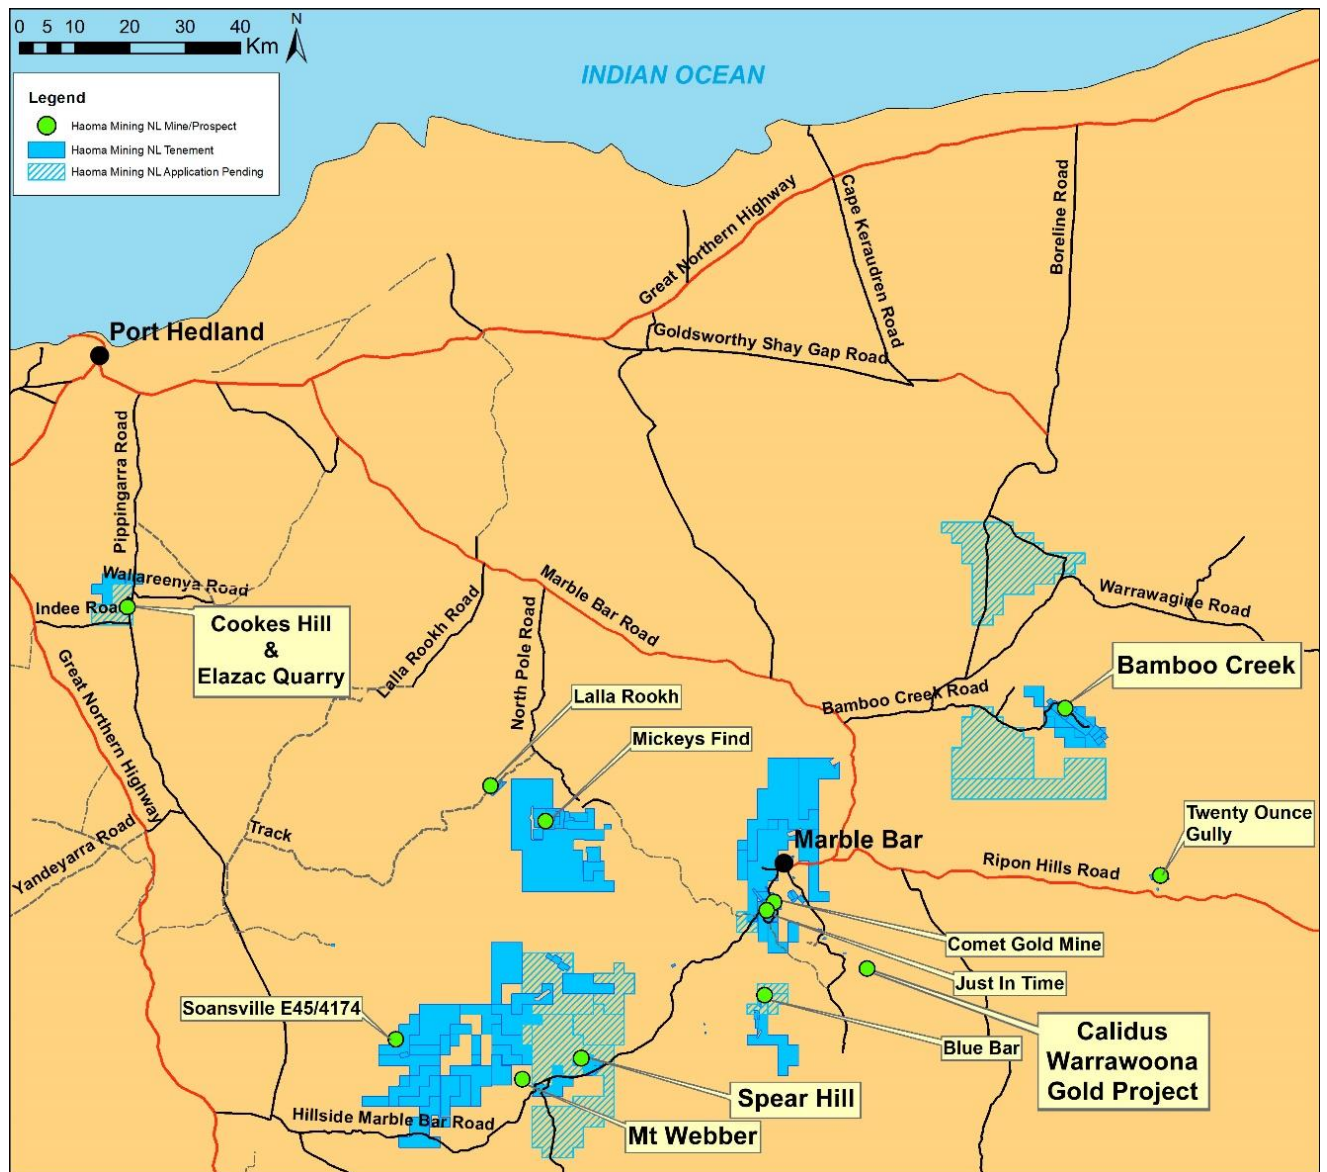 0 5 10 20 30 40
Km
N
INDIAN OCEAN
Legend
Haoma Mining NL Mine/Prospect
Haoma Mining NL Tenement
Haoma Mining NL Application Pending
Great Northern Highway
Cape Keraudren Road
Boreline Road
Port Hedland
Goldsworthy Shay Gap Road
Pippingarra Road
Wallareenya Road
Indee Road
Cookes Hill
&
Elazac Quarry
Lalla Rookh Road
North Pole Road
Marble Bar Road
Warrawagine Road
Bamboo Creek
Bamboo Creek Road
Lalla Rookh
Mickeys Find
Great Northern Highway
Yandeyarra Road
Track
Marble Bar
Twenty Ounce
Gully
Ripon Hills Road
Comet Gold Mine
Just In Time
Soansville E45/4174
Blue Bar
Calidus
Warrawoona
Gold Project
Spear Hill
Hillside Marble Bar Road
Mt Webber